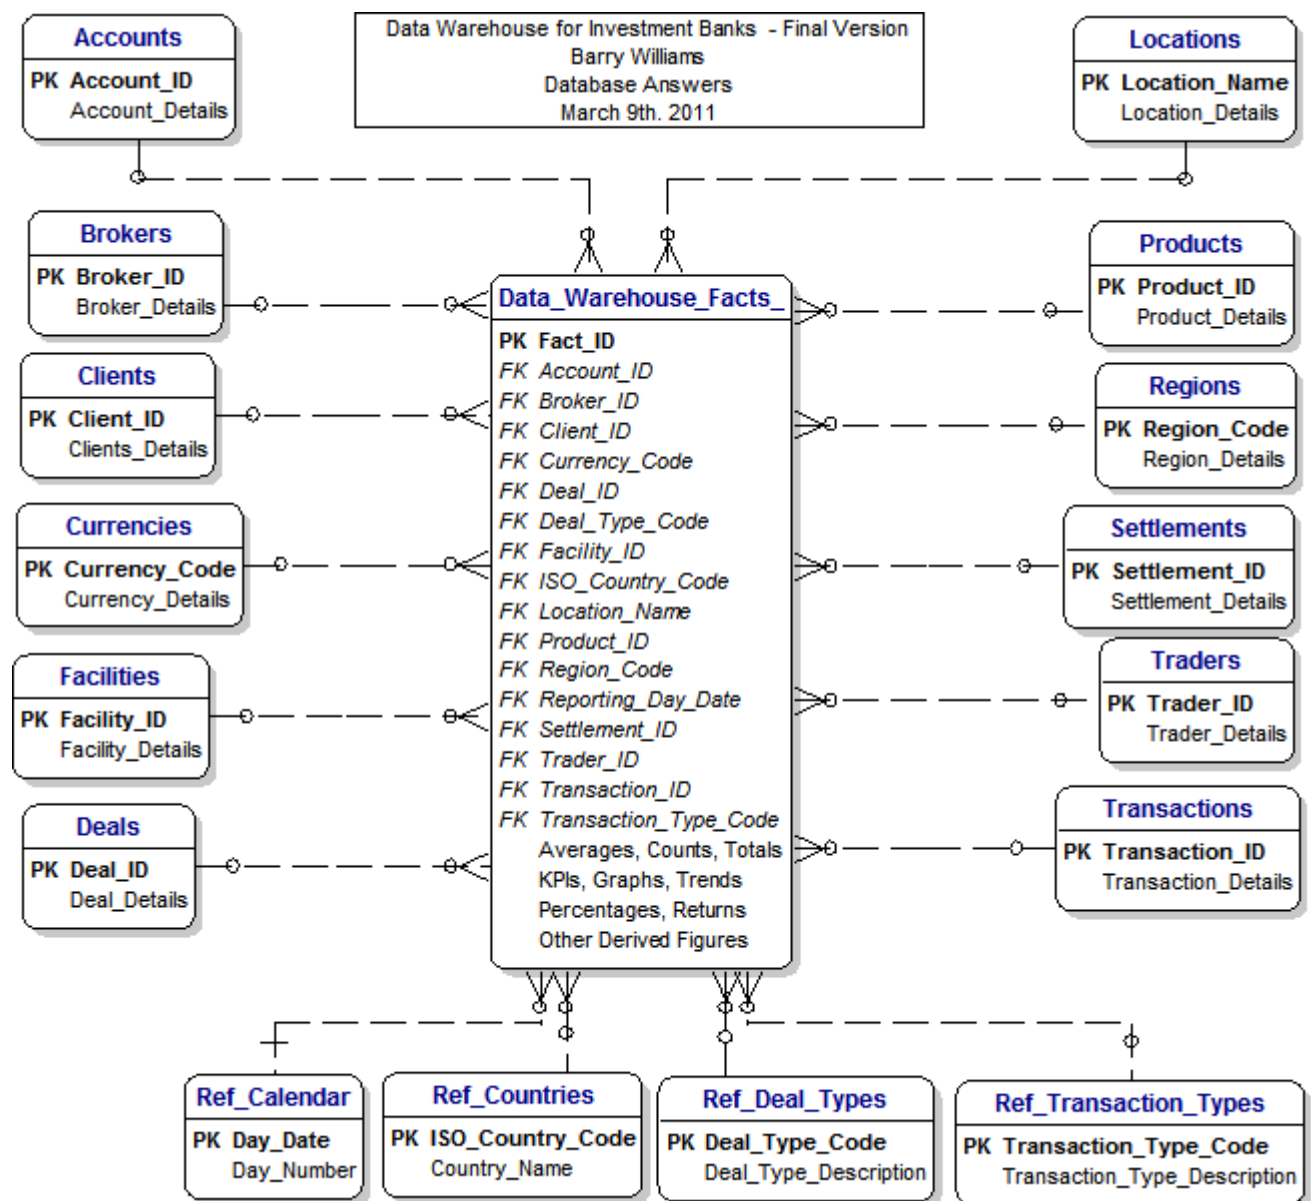 Data Warehouse for Investment Banks - Final Version
Barry Williams
Database Answers
March 9th. 2011
Accounts
PK Account_ID
Account_Details
Locations
PK Location_Name
Location_Details
Brokers
PK Broker_ID
Broker_Details
Clients
PK Client_ID
Clients_Details
Currencies
PK Currency_Code
Currency_Details
Facilities
PK Facility_ID
Facility_Details
Deals
PK Deal_ID
Deal_Details
Data_Warehouse_Facts_
PK Fact_ID
FK Account_ID
FK Broker_ID
FK Client_ID
FK Currency_Code
FK Deal_ID
FK Deal_Type_Code
FK Facility_ID
FK ISO_Country_Code
FK Location_Name
FK Product_ID
FK Region_Code
FK Reporting_Day_Date
FK Settlement_ID
FK Trader_ID
FK Transaction_ID
FK Transaction_Type_Code
Averages, Counts, Totals
KPIs, Graphs, Trends
Percentages, Returns
Other Derived Figures
Products
PK Product_ID
Product_Details
Regions
PK Region_Code
Region_Details
Settlements
PK Settlement_ID
Settlement_Details
Traders
PK Trader_ID
Trader_Details
Transactions
PK Transaction_ID
Transaction_Details
Ref_Calendar
PK Day_Date
Day_Number
Ref_Countries
PK ISO_Country_Code
Country_Name
Ref_Deal_Types
PK Deal_Type_Code
Deal_Type_Description
Ref_Transaction_Types
PK Transaction_Type_Code
Transaction_Type_Description